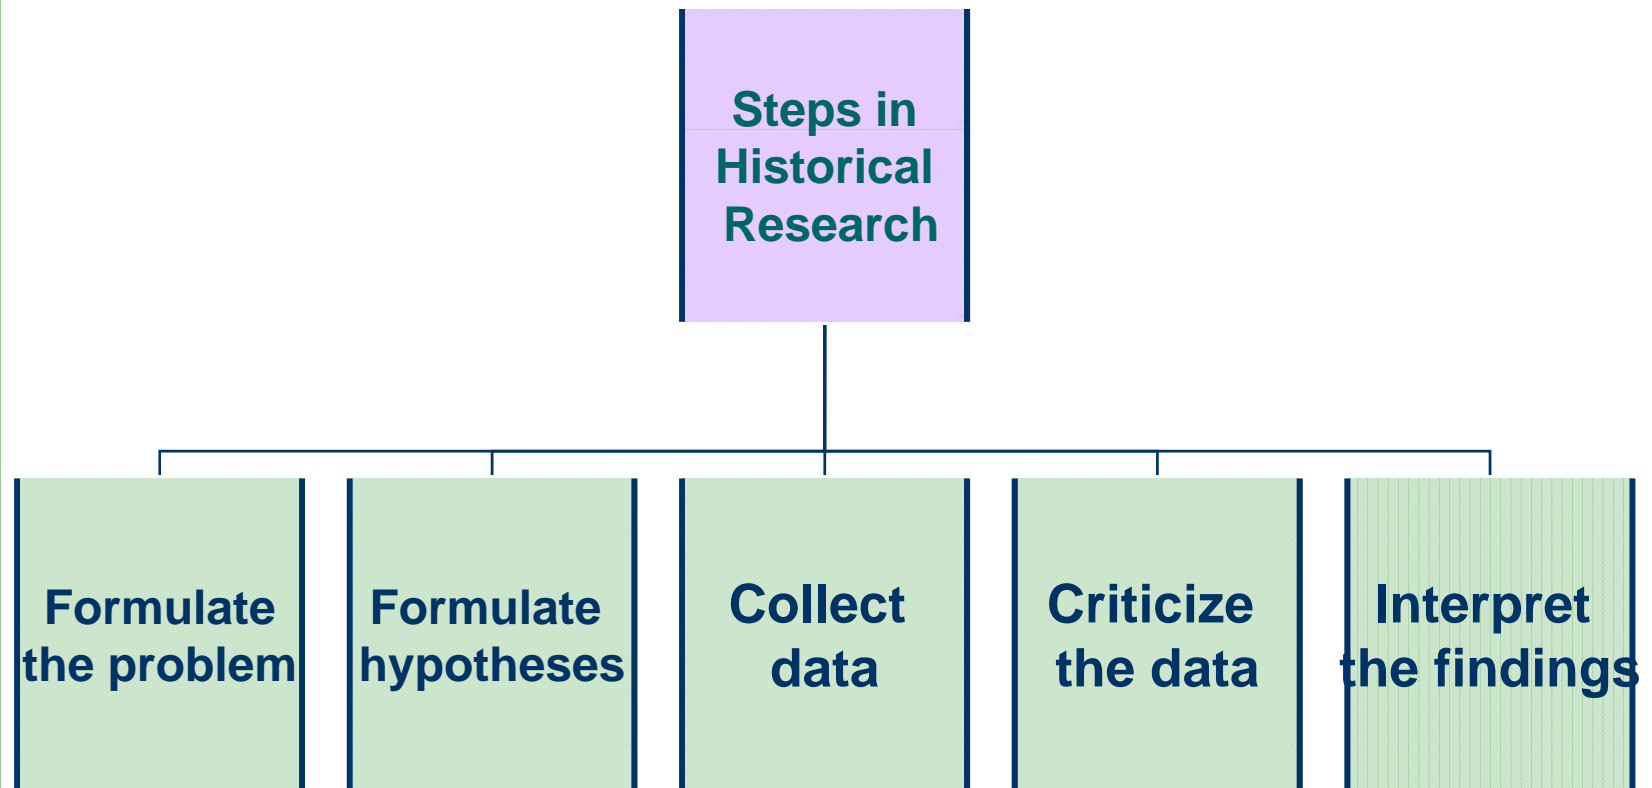 Steps in
Historical
Research
Formulate
the problem
Formulate
hypotheses
Collect
data
Criticize
the data
Interpret
the findings